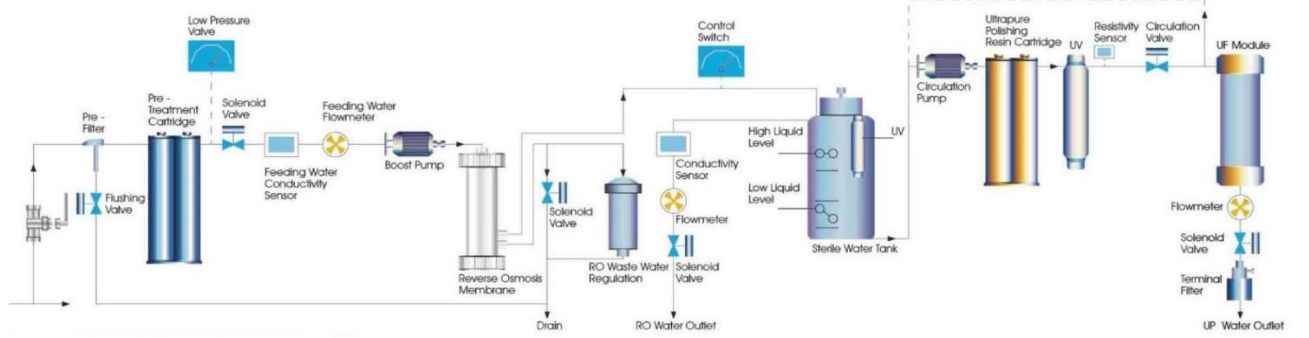 Low Pressure
Valve
Pre -
Filter
Pre -
Treatment
Cartridge
Solenoid
Valve
Feeding Water
Flowmeter
Flushing
Valve
Feeding Water
Conductivity
Sensor
Boost Pump
Reverse Osmosis
Membrane
Solenoid
Valve
RO Waste Water
Regulation
Drain
Control
Switch
Conductivity
Sensor
Flowmeter
Solenoid
Valve
RO Water Outlet
High Liquid
Level
Low Liquid
Level
UV
Sterile Water Tank
Circulation
Pump
Ultrapure
Polishing
Resin Cartridge
UV
Resistivity
Sensor
Circulation
Valve
UF Module
Flowmeter
Solenoid
Valve
Terminal
Filter
UP Water Outlet